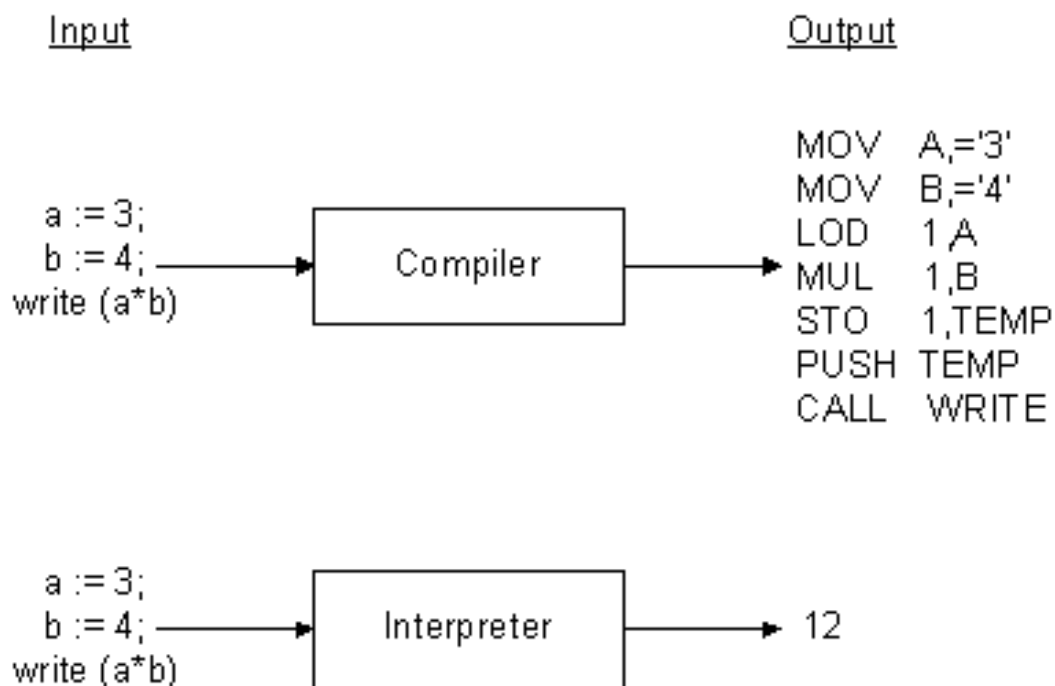 Input
Output
a := 3;
b := 4;
write (a*b)
Compiler
MOV A,='3'
MOV B,='4'
LOD 1,A
MUL 1,B
STO 1,TEMP
PUSH TEMP
CALL WRITE
a := 3;
b := 4;
write (a*b)
Interpreter
12